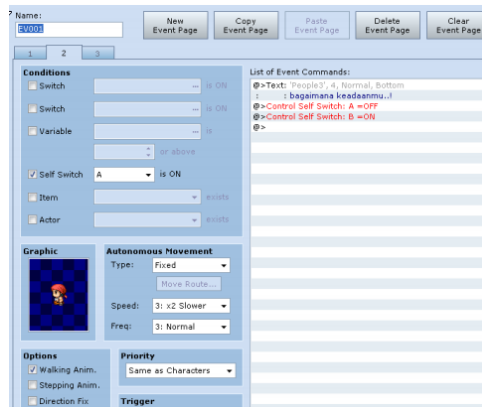 Name:
EV001
New Event Page
Copy Event Page
Paste Event Page
Delete Event Page
Clear Event Page
1 2 3
Conditions
Switch ... is ON
Switch ... is ON
Variable ... is
or above
Self Switch A is ON
Item exists
Actor exists
Graphic
Autonomous Movement
Type: Fixed
Move Route...
Speed: 3: x2 Slower
Freq: 3: Normal
Options
Walking Anim.
Stepping Anim.
Direction Fix
Priority
Same as Characters
Trigger
List of Event Commands:
@>Text: 'People3', 4, Normal, Bottom
: : bagaimana keadaanmu..!
@>Control Self Switch: A =OFF
@>Control Self Switch: B =ON
@>